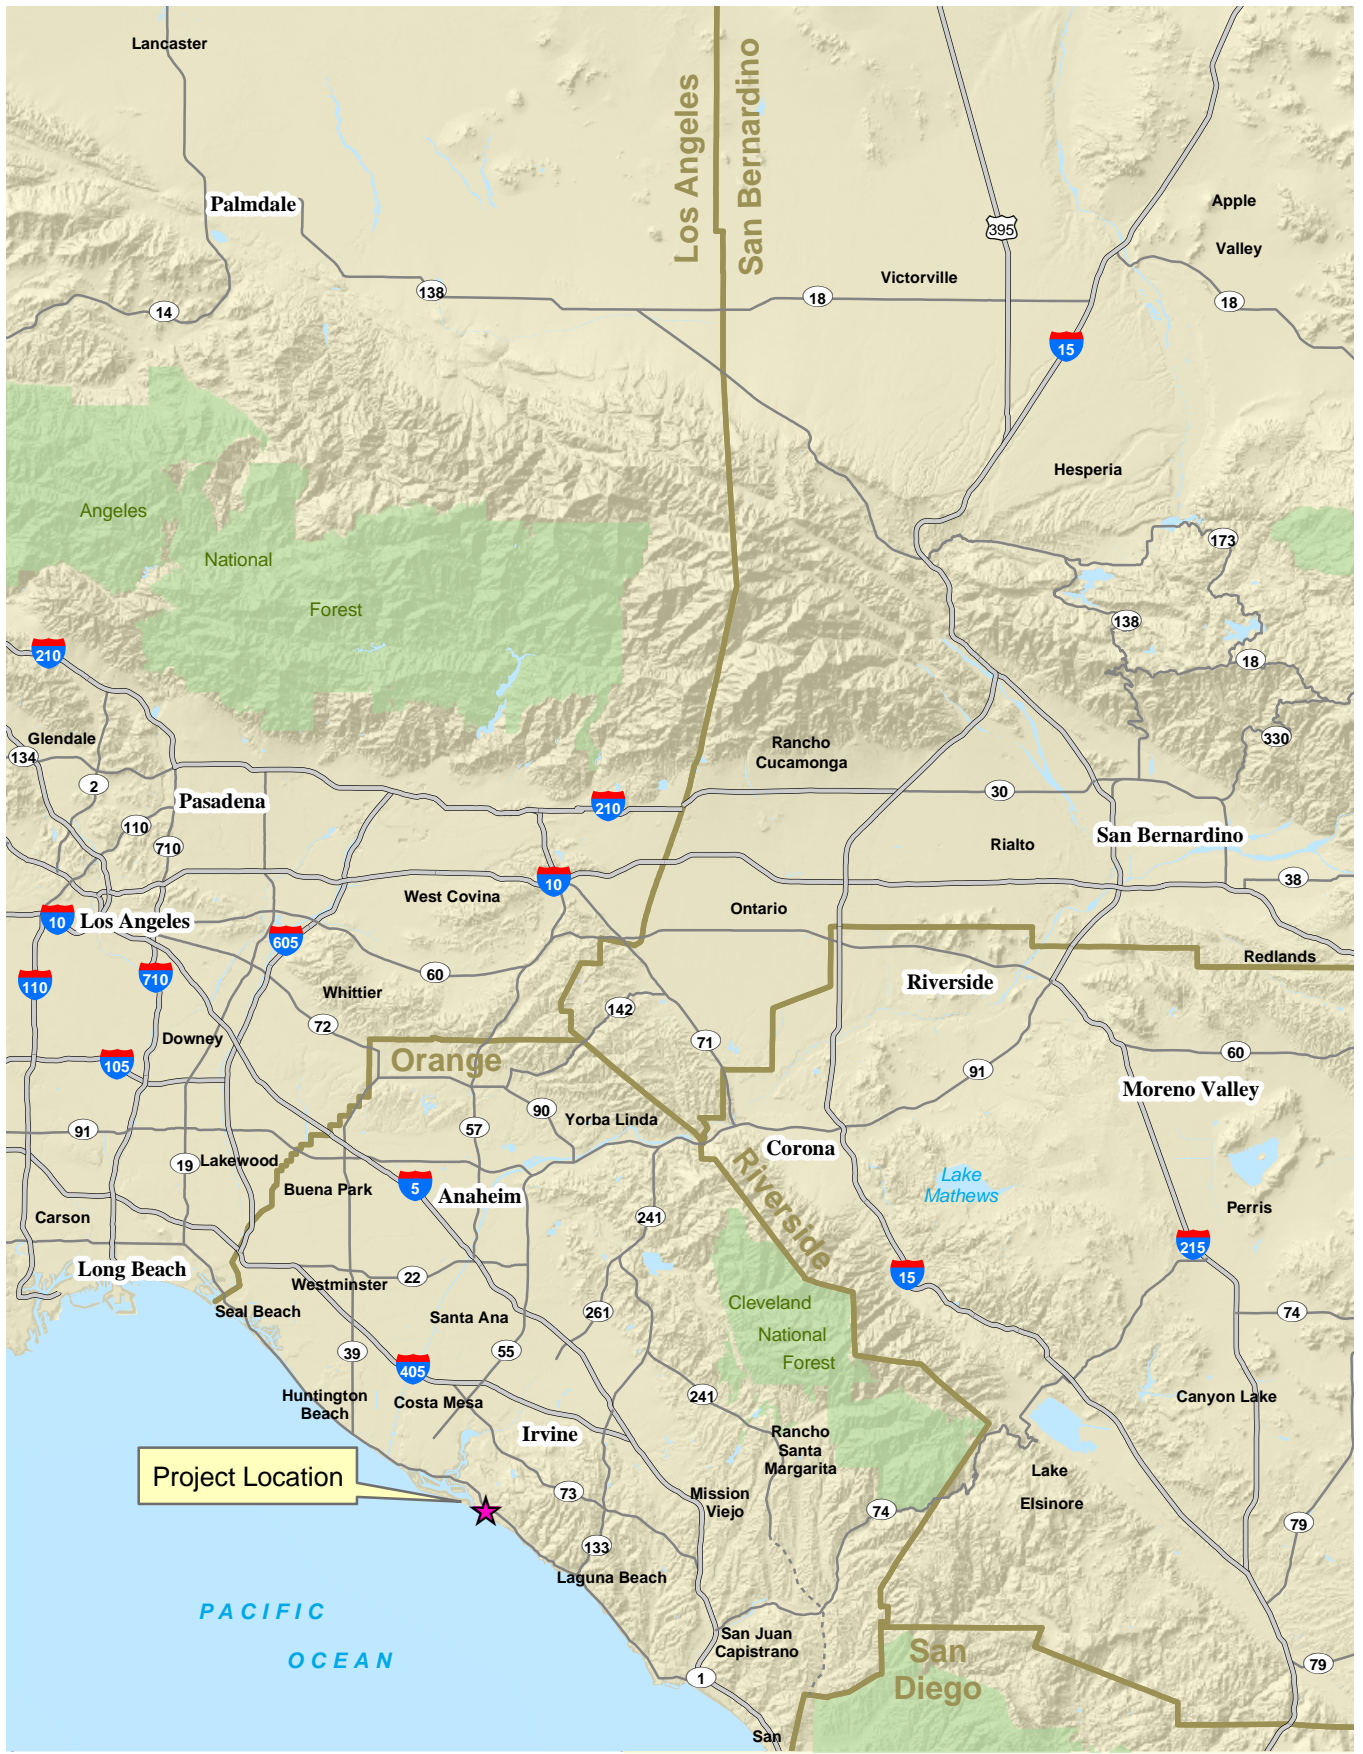 Lancaster
Los Angeles
San Bernardino
Palmdale
Apple
Valley
395
Victorville
138
18
18
14
15
Hesperia
Angeles
National
Forest
173
138
210
18
Glendale
134
330
Rancho
Cucamonga
2
Pasadena
210
30
110
710
San Bernardino
Rialto
10
38
West Covina
Ontario
10
Los Angeles
605
Redlands
60
710
110
Riverside
Whittier
142
72
Downey
71
60
Orange
105
91
Moreno Valley
90
Yorba Linda
57
91
Corona
19
Lakewood
Riverside
Lake
Mathews
Buena Park
5
Anaheim
Perris
Carson
241
215
Long Beach
15
22
Westminster
Cleveland
National
Forest
Seal Beach
261
74
Santa Ana
39
55
405
241
Huntington
Beach
Costa Mesa
Canyon Lake
Irvine
Rancho
Santa
Margarita
Project Location
Lake
Elsinore
73
Mission
Viejo
74
79
133
Laguna Beach
PACIFIC
OCEAN
San Juan
Capistrano
San
Diego
1
79
San